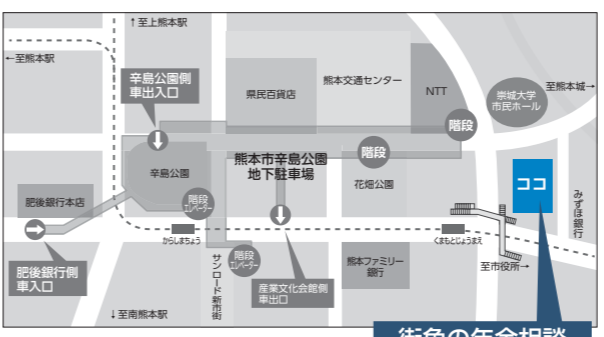 ↑至上熊本駅
←至熊本駅
辛島公園側
車出入口
県民百貨店
熊本交通センター
NTT
崇城大学
市民ホール
至熊本城→
階段
階段
辛島公園
熊本市辛島公園
地下駐車場
花畑公園
ココ
みずほ銀行
肥後銀行本店
階段
エレベーター
からしまちょう
くまもとじょうまえ
階段
エレベーター
サンロード新市街
肥後銀行側
車入口
産業文化会館側
車出口
熊本ファミリー
銀行
至市役所→
↓至南熊本駅
街角の年金相談